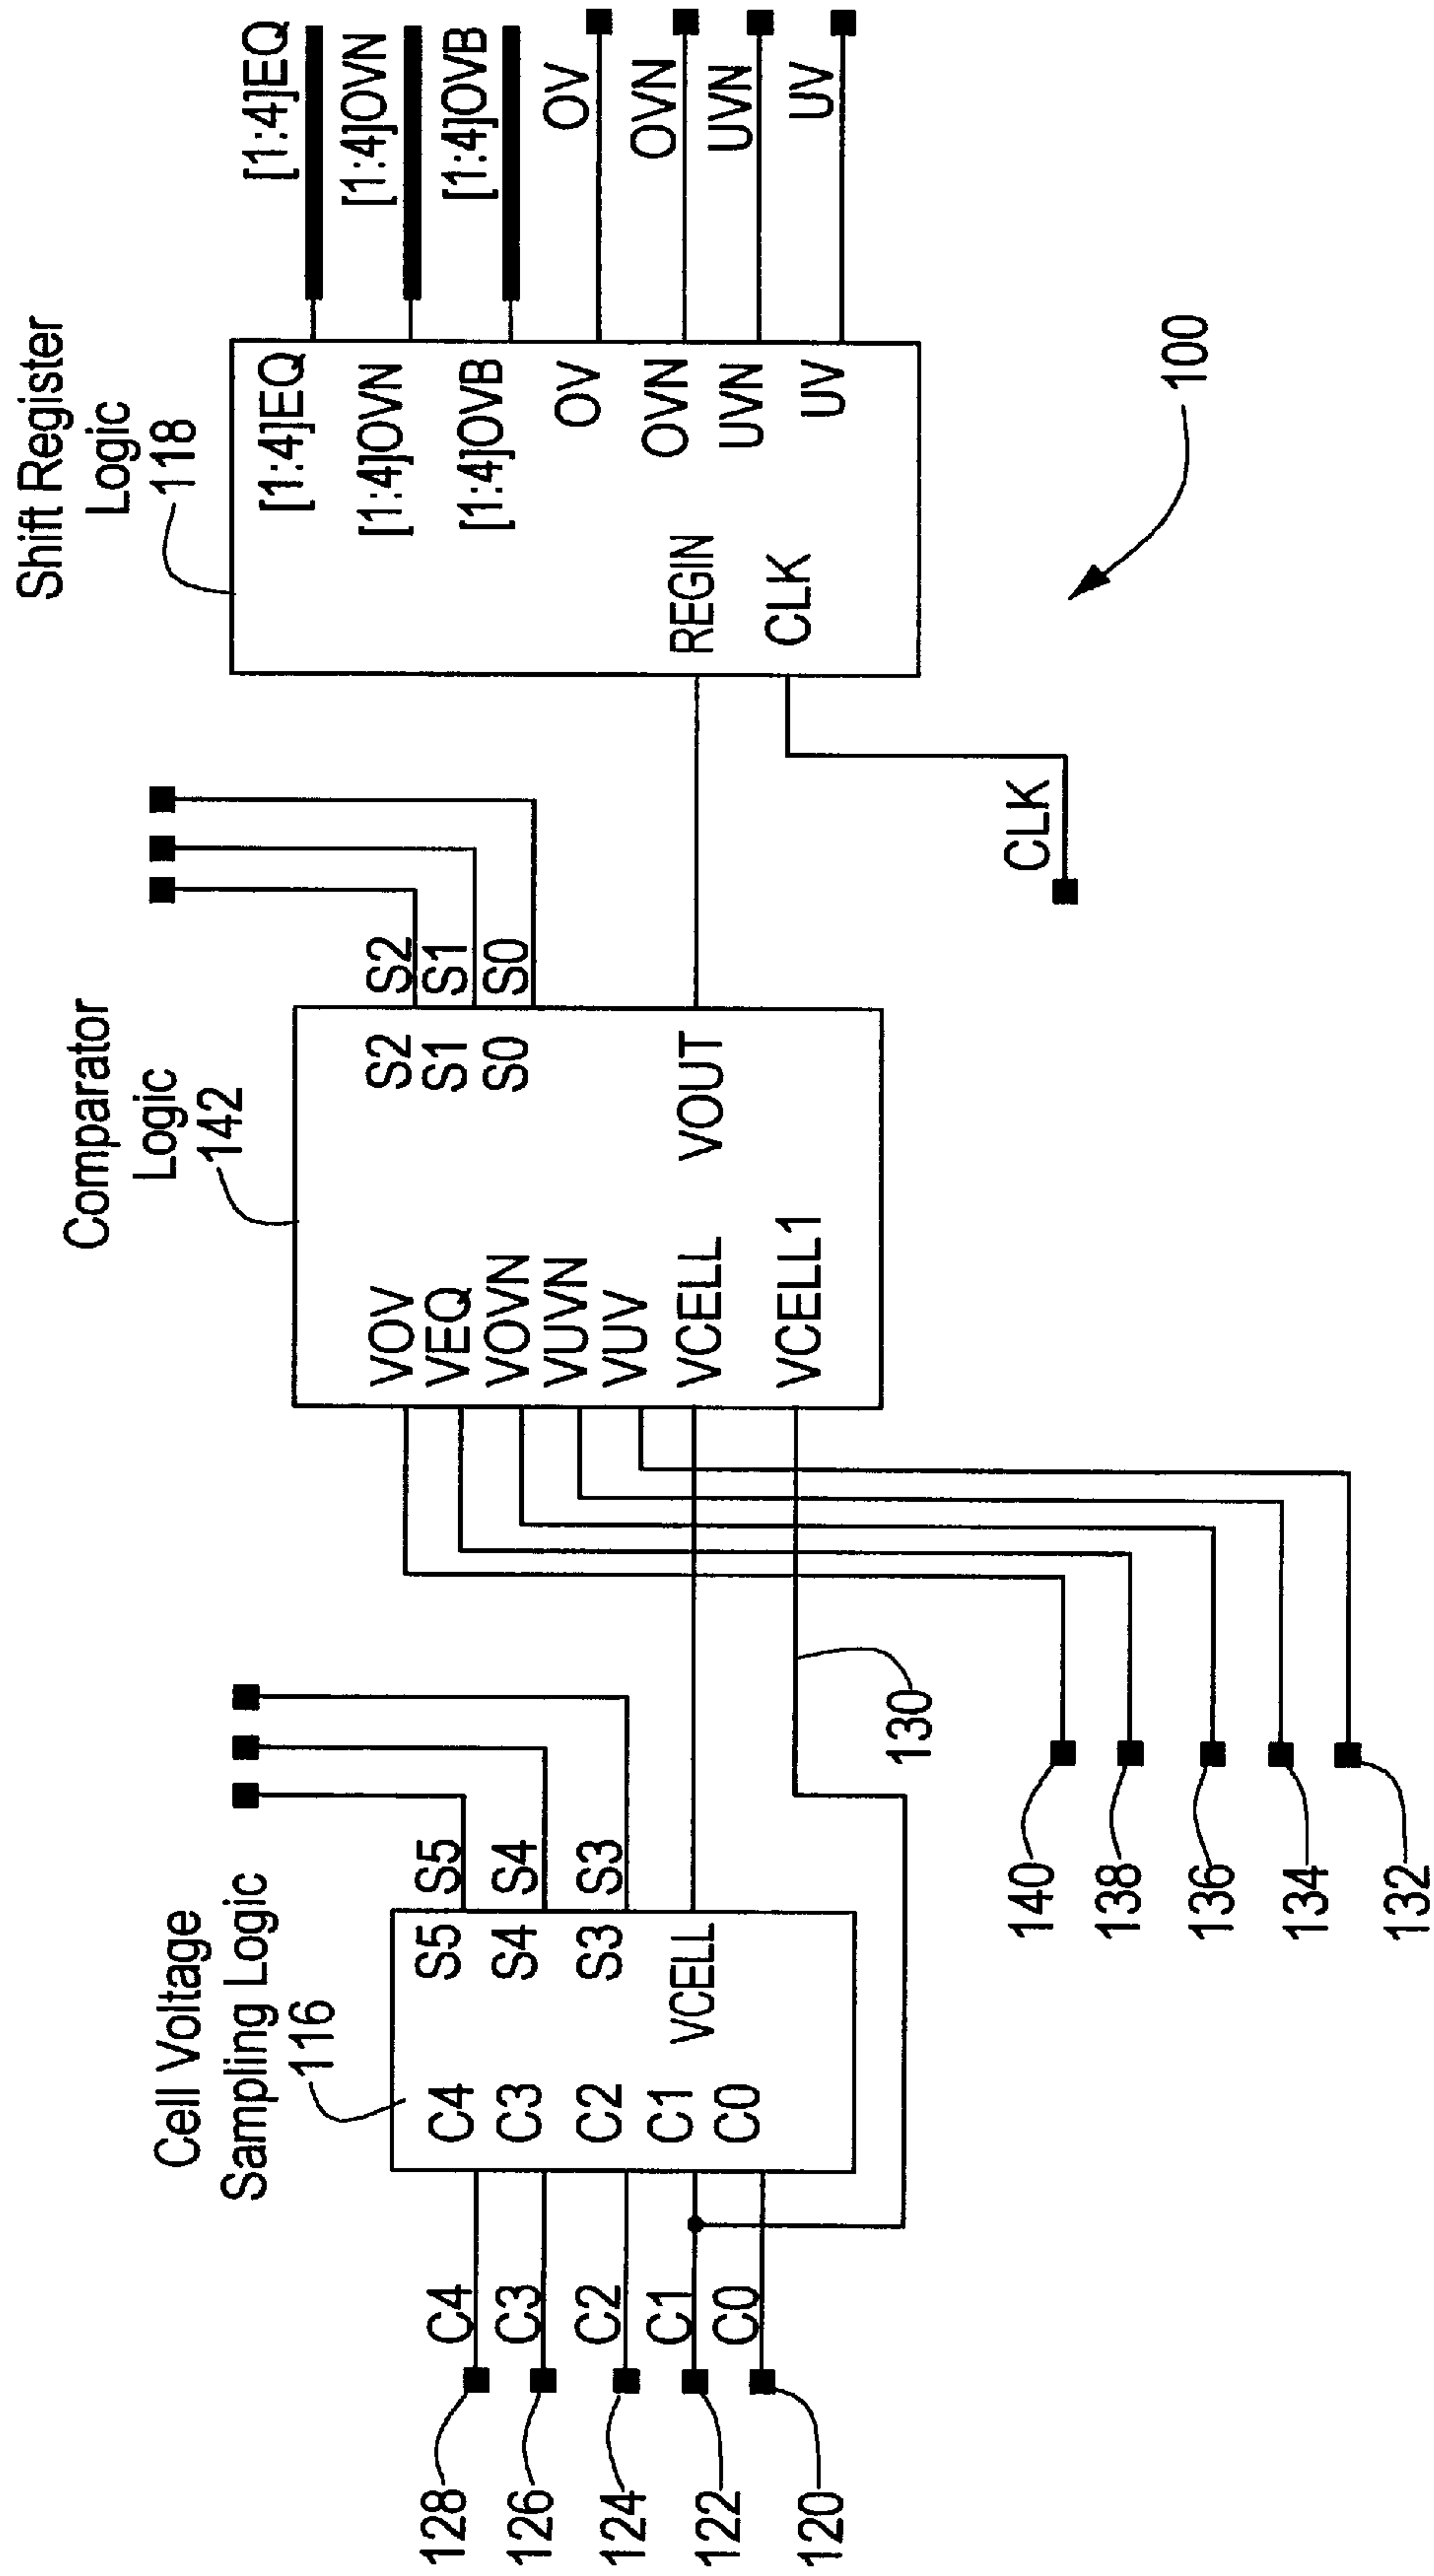 Cell Voltage
Sampling Logic
116
128
126
124
122
120
C4
C3
C2
C1
C0
C4
C3
C2
C1
C0
S5
S4
S3
VCELL
S5
S4
S3
130
140
138
136
134
132
Comparator
Logic
142
VOV
VEQ
VOVN
VUVN
VUV
VCELL
VCELL1
S2
S1
S0
VOUT
S2
S1
S0
CLK
Shift Register
Logic
118
REGIN
CLK
[1:4]EQ
[1:4]OVN
[1:4]OVB
OV
OVN
UVN
UV
[1:4]EQ
[1:4]OVN
[1:4]OVB
OV
OVN
UVN
UV
100